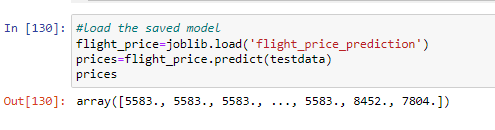 In [130]: #load the saved model
flight_price=joblib.load('flight_price_prediction')
prices=flight_price.predict(testdata)
prices
Out[130]: array([5583., 5583., 5583., ..., 5583., 8452., 7804.])